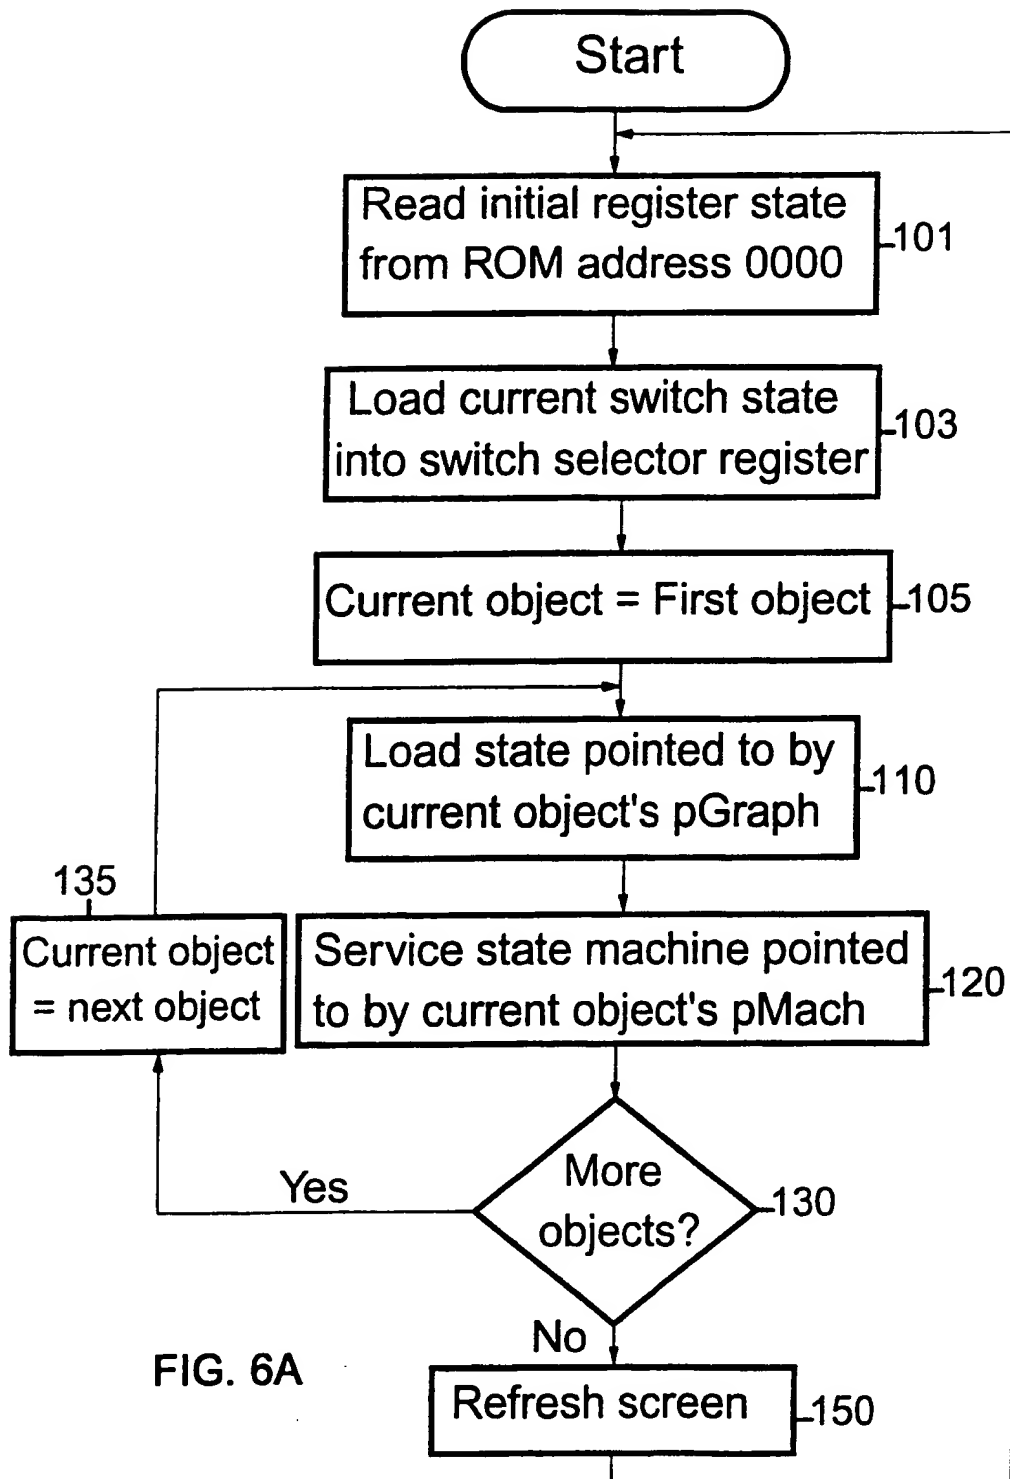 Start
Read initial register state
from ROM address 0000
101
Load current switch state
into switch selector register
103
Current object = First object
105
Load state pointed to by
current object's pGraph
110
135
Current object
= next object
Service state machine pointed
to by current object's pMach
120
More
objects?
130
Yes
No
FIG. 6A
Refresh screen
150